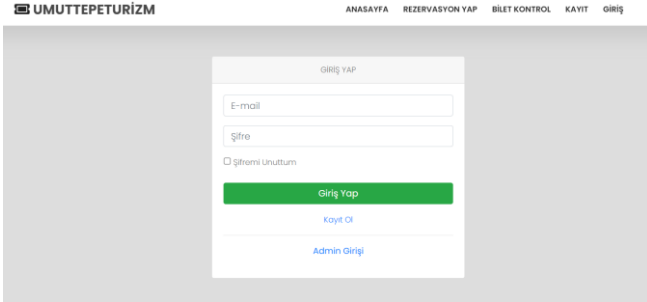 UMUTTEPETURİZM
ANASAYFA REZERVASYON YAP BİLET KONTROL KAYIT GİRİŞ
GİRİŞ YAP
E-mail
Şifre
Şifremi Unuttum
Giriş Yap
Kayıt Ol
Admin Girişi